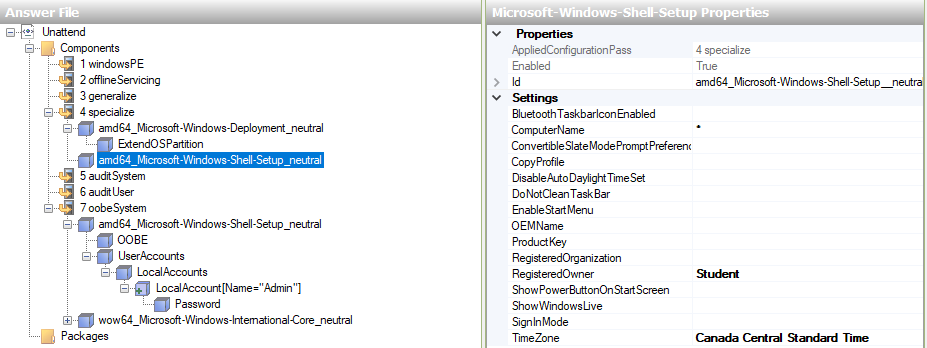 Answer File
Unattend
Components
1 windowsPE
2 offlineServicing
3 generalize
4 specialize
amd64_Microsoft-Windows-Deployment_neutral
ExtendOSPartition
amd64_Microsoft-Windows-Shell-Setup_neutral
5 auditSystem
6 auditUser
7 oobeSystem
amd64_Microsoft-Windows-Shell-Setup_neutral
OOBE
UserAccounts
LocalAccounts
LocalAccount[Name="Admin"]
Password
wow64_Microsoft-Windows-International-Core_neutral
Packages
Microsoft-Windows-Shell-Setup Properties
Properties
AppliedConfigurationPass 4 specialize
Enabled True
Id amd64_Microsoft-Windows-Shell-Setup__neutral
Settings
BluetoothTaskbarIconEnabled
ComputerName *
ConvertibleSlateModePromptPreferenc
CopyProfile
DisableAutoDaylightTimeSet
DoNotCleanTaskBar
EnableStartMenu
OEMName
ProductKey
RegisteredOrganization
RegisteredOwner Student
ShowPowerButtonOnStartScreen
ShowWindowsLive
SignInMode
TimeZone Canada Central Standard Time